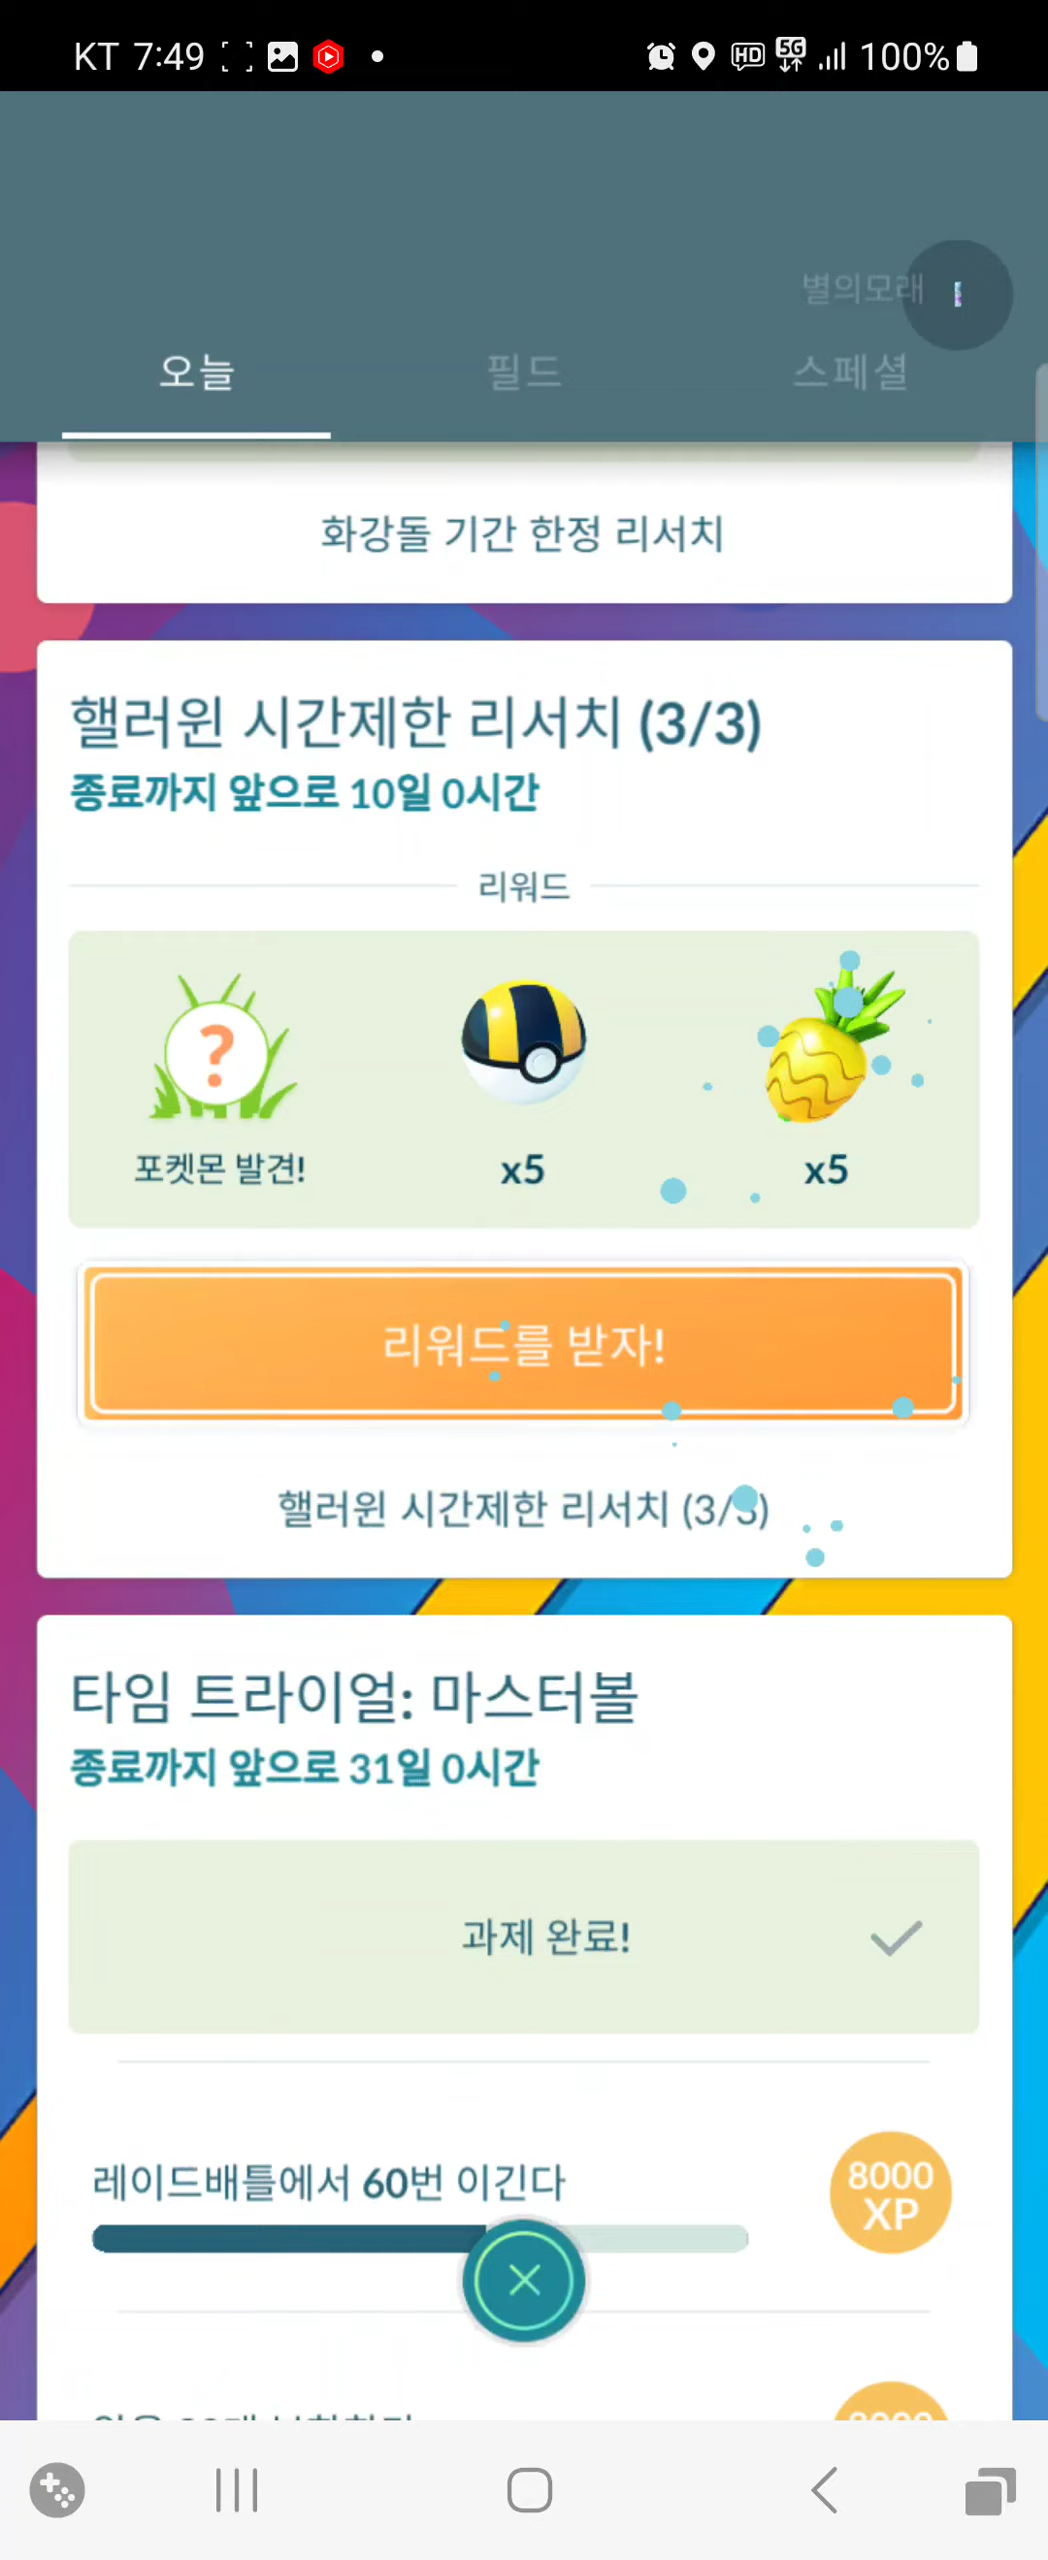 KT 7:49
HD 5G 100%
별의모래
오늘 필드 스페셜
화강돌 기간 한정 리서치
핼러윈 시간제한 리서치 (3/3)
종료까지 앞으로 10일 0시간
리워드
?
포켓몬 발견! x5 x5
리워드를 받자!
핼러윈 시간제한 리서치 (3/3)
타임 트라이얼: 마스터볼
종료까지 앞으로 31일 0시간
과제 완료!
레이드배틀에서 60번 이긴다
8000
XP